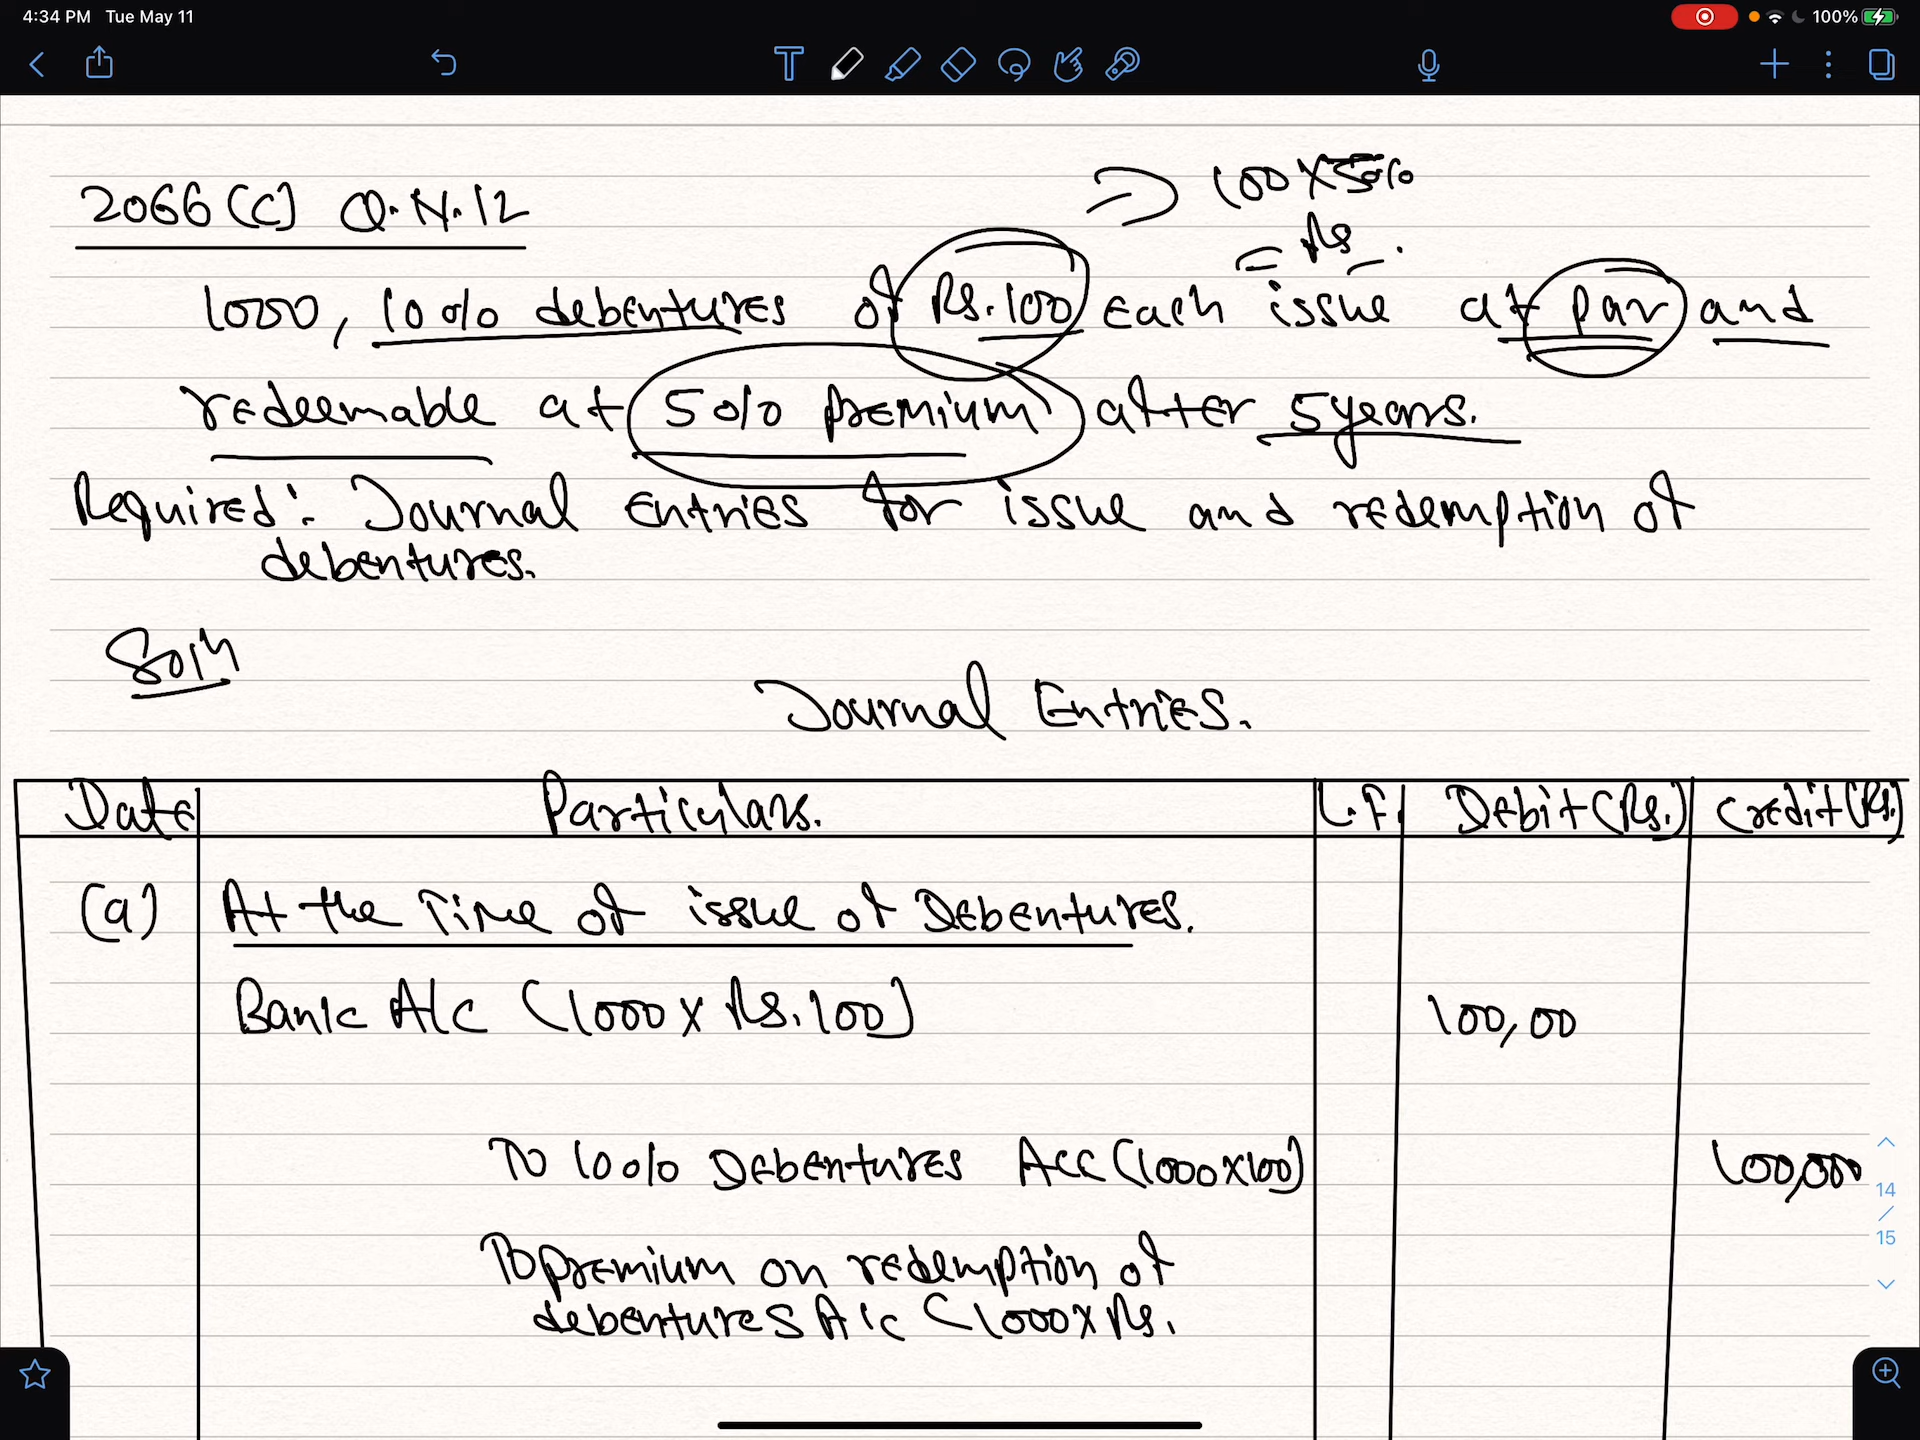 4:34 PM Tue May 11
100%
2066 (C) Q.N.12
=> 100 X 5%
= Rs.
1000, 10% debentures of Rs.100 Each issue at par and
redeemable at 5% premium after 5 years.
Required: Journal Entries for issue and redemption of
debentures.
Soln
Journal Entries.
Date Particulars. L.F. Debit (Rs.) Credit (Rs.)
(a) At the Time of issue of Debentures.
Bank A/c (1000 x Rs.100) 100,00
To 10% Debentures Acc (1000x100) 100,000
To premium on redemption of
debentures A/c (1000 x Rs.
14
/
15